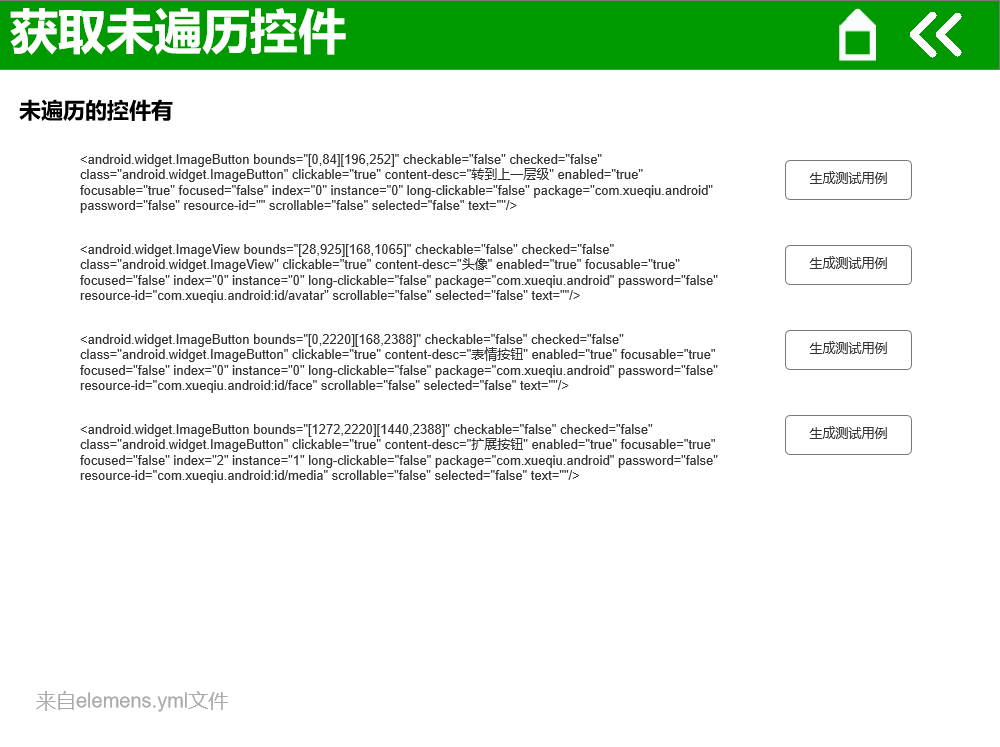 获取未遍历控件
未遍历的控件有
<android.widget.ImageButton bounds="[0,84][196,252]" checkable="false" checked="false"
class="android.widget.ImageButton" clickable="true" content-desc="转到上一层级" enabled="true"
focusable="true" focused="false" index="0" instance="0" long-clickable="false" package="com.xueqiu.android"
password="false" resource-id="" scrollable="false" selected="false" text=""/>
生成测试用例
<android.widget.ImageView bounds="[28,925][168,1065]" checkable="false" checked="false"
class="android.widget.ImageView" clickable="true" content-desc="头像" enabled="true" focusable="true"
focused="false" index="0" instance="0" long-clickable="false" package="com.xueqiu.android" password="false"
resource-id="com.xueqiu.android:id/avatar" scrollable="false" selected="false" text=""/>
生成测试用例
<android.widget.ImageButton bounds="[0,2220][168,2388]" checkable="false" checked="false"
class="android.widget.ImageButton" clickable="true" content-desc="表情按钮" enabled="true" focusable="true"
focused="false" index="0" instance="0" long-clickable="false" package="com.xueqiu.android" password="false"
resource-id="com.xueqiu.android:id/face" scrollable="false" selected="false" text=""/>
生成测试用例
<android.widget.ImageButton bounds="[1272,2220][1440,2388]" checkable="false" checked="false"
class="android.widget.ImageButton" clickable="true" content-desc="扩展按钮" enabled="true" focusable="true"
focused="false" index="2" instance="1" long-clickable="false" package="com.xueqiu.android" password="false"
resource-id="com.xueqiu.android:id/media" scrollable="false" selected="false" text=""/>
生成测试用例
来自elemens.yml文件